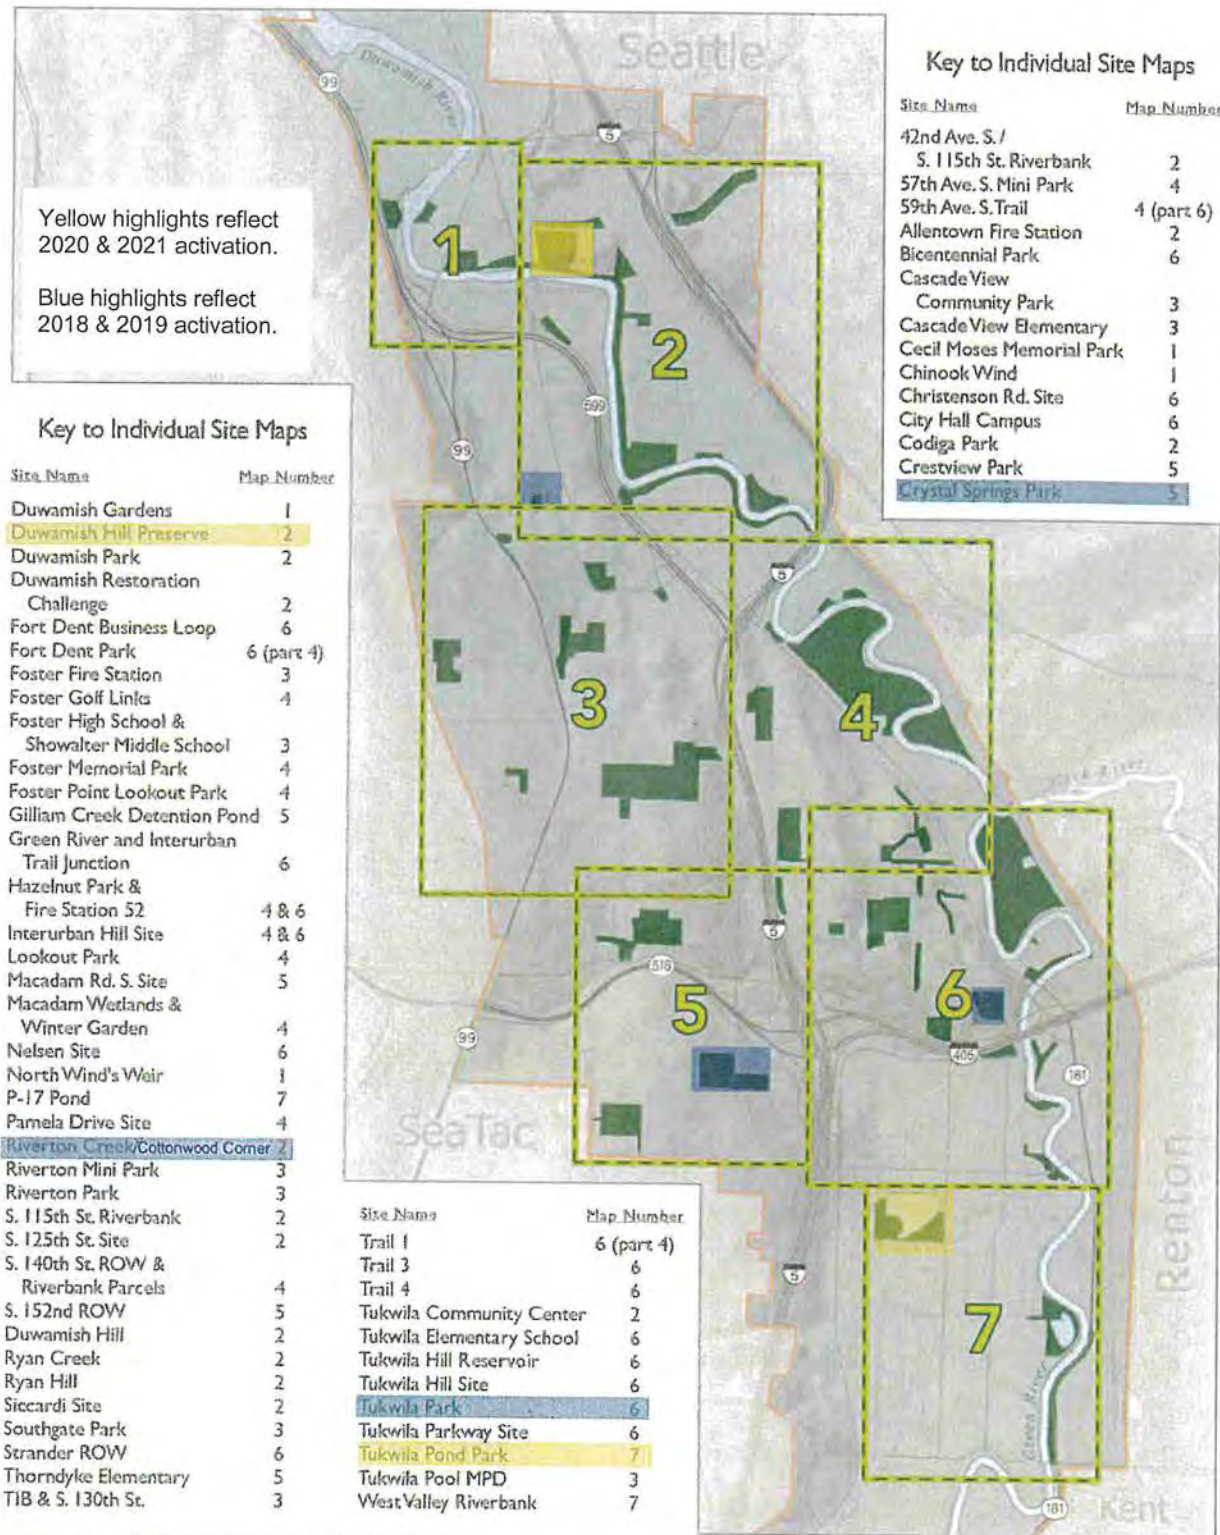 Seattle
Duwamish River
99
5
Yellow highlights reflect
2020 & 2021 activation.
Blue highlights reflect
2018 & 2019 activation.
Key to Individual Site Maps
Site Name Map Number
42nd Ave. S. /
S. 115th St. Riverbank 2
57th Ave. S. Mini Park 4
59th Ave. S. Trail 4 (part 6)
Allentown Fire Station 2
Bicentennial Park 6
Cascade View
Community Park 3
Cascade View Elementary 3
Cecil Moses Memorial Park 1
Chinook Wind 1
Christenson Rd. Site 6
City Hall Campus 6
Codiga Park 2
Crestview Park 5
Crystal Springs Park 5
Key to Individual Site Maps
Site Name Map Number
Duwamish Gardens 1
Duwamish Hill Preserve 2
Duwamish Park 2
Duwamish Restoration
Challenge 2
Fort Dent Business Loop 6
Fort Dent Park 6 (part 4)
Foster Fire Station 3
Foster Golf Links 4
Foster High School &
Showalter Middle School 3
Foster Memorial Park 4
Foster Point Lookout Park 4
Gilliam Creek Detention Pond 5
Green River and Interurban
Trail Junction 6
Hazelnut Park &
Fire Station 52 4 & 6
Interurban Hill Site 4 & 6
Lookout Park 4
Macadam Rd. S. Site 5
Macadam Wetlands &
Winter Garden 4
Nelsen Site 6
North Wind's Weir 1
P-17 Pond 7
Pamela Drive Site 4
Riverton Creek/Cottonwood Corner 2
Riverton Mini Park 3
Riverton Park 3
S. 115th St. Riverbank 2
S. 125th St. Site 2
S. 140th St. ROW &
Riverbank Parcels 4
S. 152nd ROW 5
Duwamish Hill 2
Ryan Creek 2
Ryan Hill 2
Siccardi Site 2
Southgate Park 3
Strander ROW 6
Thorndyke Elementary 5
TIB & S. 130th St. 3
Site Name Map Number
Trail 1 6 (part 4)
Trail 3 6
Trail 4 6
Tukwila Community Center 2
Tukwila Elementary School 6
Tukwila Hill Reservoir 6
Tukwila Hill Site 6
Tukwila Park 6
Tukwila Parkway Site 6
Tukwila Pond Park 7
Tukwila Pool MPD 3
West Valley Riverbank 7
1
2
599
99
5
3
4
Black River
5
518
5
6
405
99
181
SeaTac
Renton
5
7
Green River
181
Kent